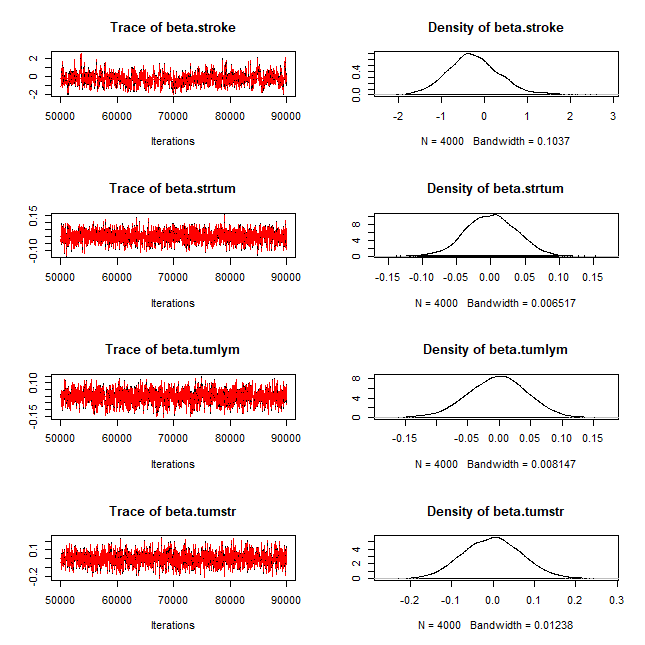 Trace of beta.stroke
-2 0 2
50000 60000 70000 80000 90000
Iterations
Density of beta.stroke
0.0 0.4
-2 -1 0 1 2 3
N = 4000 Bandwidth = 0.1037
Trace of beta.strtum
-0.10 0.15
50000 60000 70000 80000 90000
Iterations
Density of beta.strtum
0 4 8
-0.15 -0.10 -0.05 0.00 0.05 0.10 0.15
N = 4000 Bandwidth = 0.006517
Trace of beta.tumlym
-0.15 0.10
50000 60000 70000 80000 90000
Iterations
Density of beta.tumlym
0 4 8
-0.15 -0.05 0.00 0.05 0.10 0.15
N = 4000 Bandwidth = 0.008147
Trace of beta.tumstr
-0.2 0.1
50000 60000 70000 80000 90000
Iterations
Density of beta.tumstr
0 2 4
-0.2 -0.1 0.0 0.1 0.2 0.3
N = 4000 Bandwidth = 0.01238